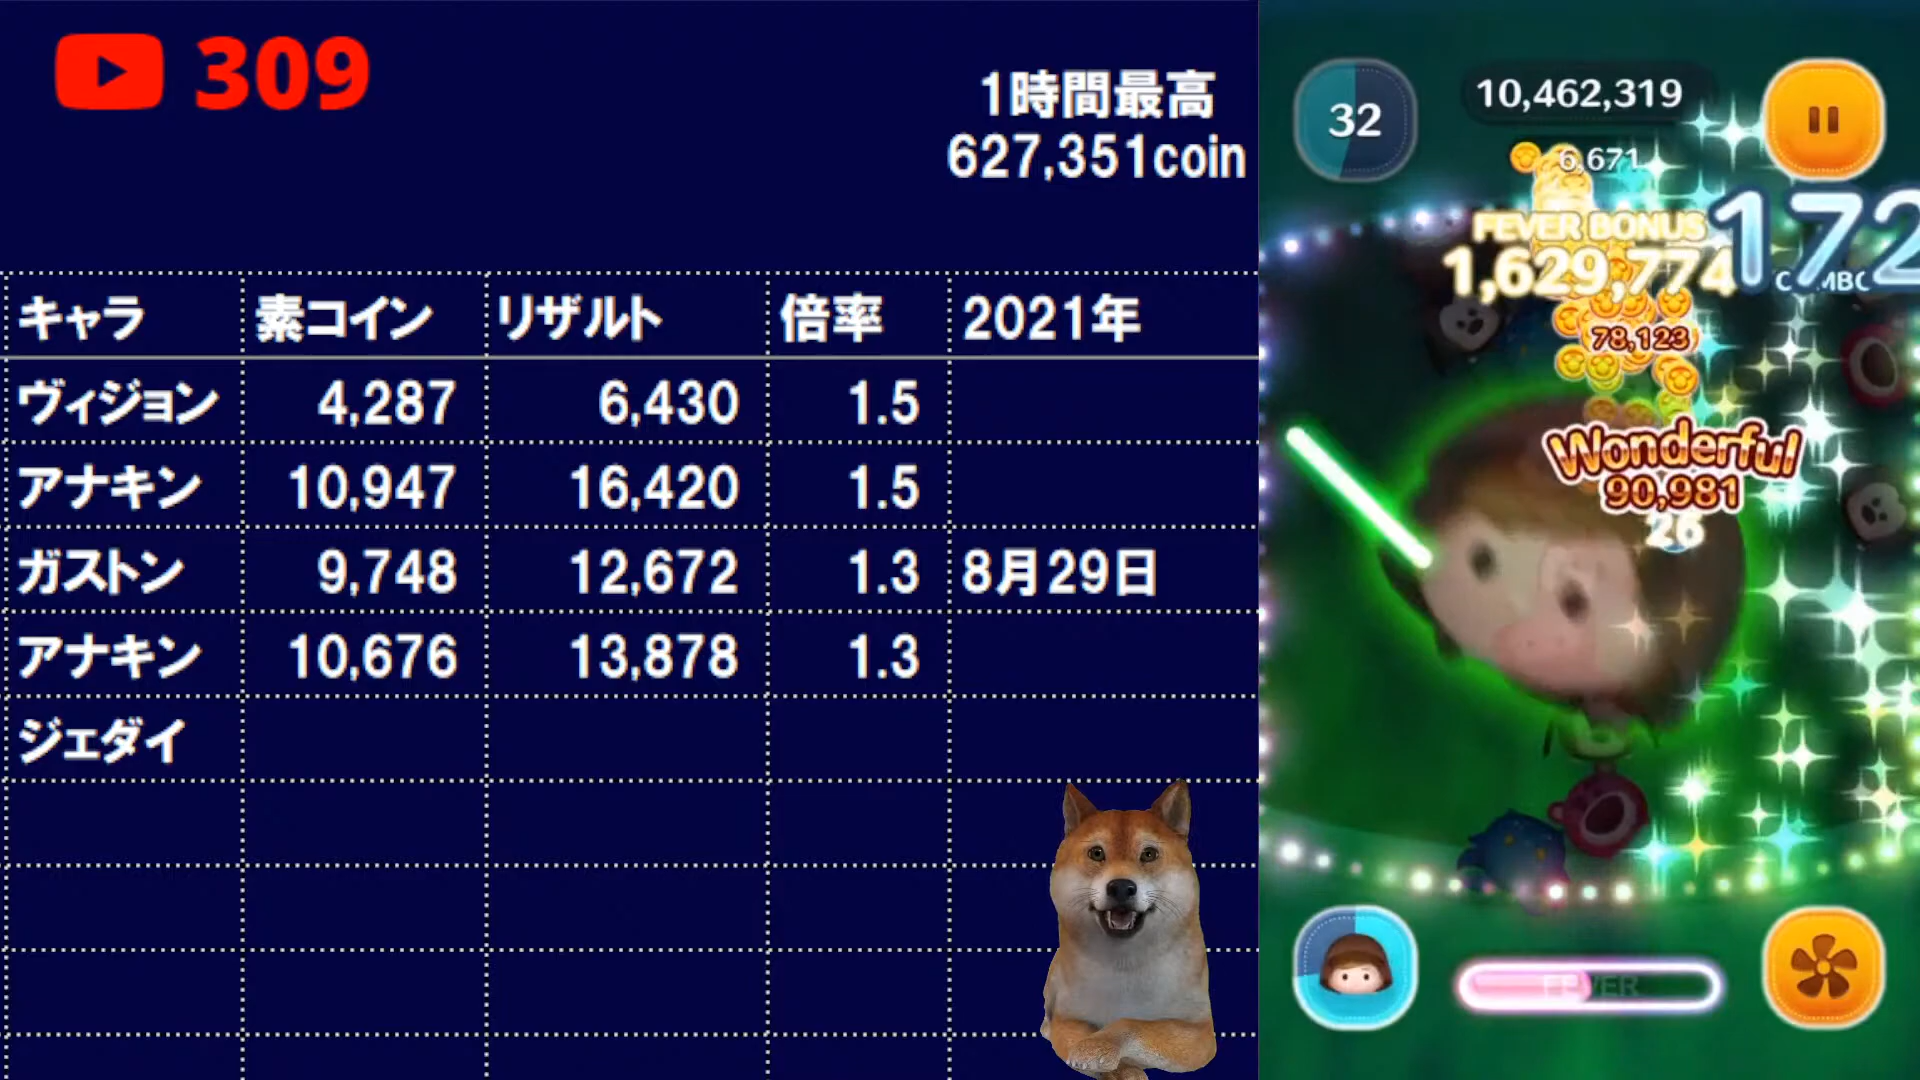 309
1時間最高
627,351coin
キャラ 素コイン リザルト 倍率 2021年
ヴィジョン 4,287 6,430 1.5
アナキン 10,947 16,420 1.5
ガストン 9,748 12,672 1.3 8月29日
アナキン 10,676 13,878 1.3
ジェダイ
32
10,462,319
6,671
FEVER BONUS
1,629,774
172
78,123
Wonderful
90,981
26
FEVER